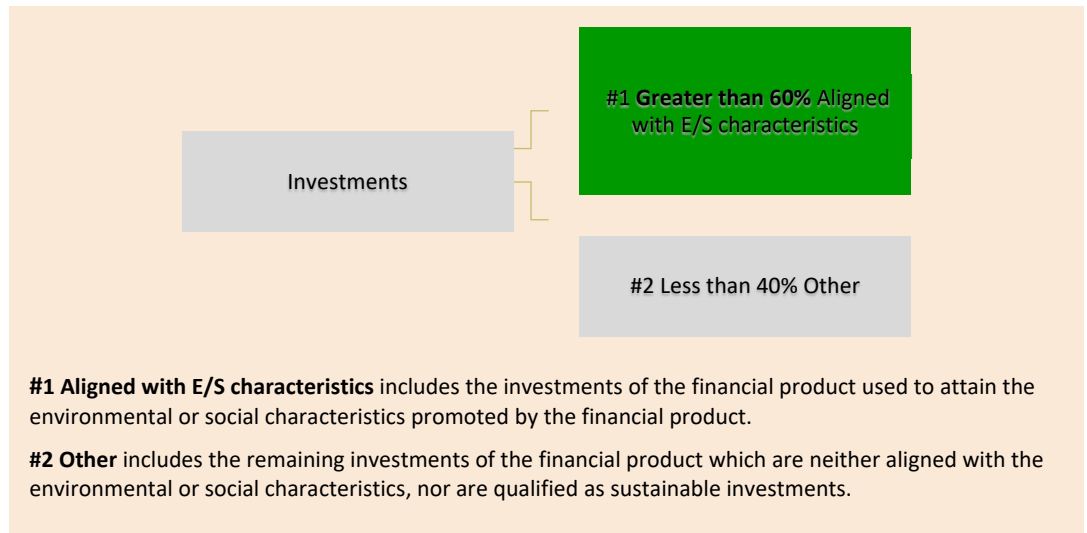 #1 Greater than 60% Aligned
with E/S characteristics
Investments
#2 Less than 40% Other
#1 Aligned with E/S characteristics includes the investments of the financial product used to attain the
environmental or social characteristics promoted by the financial product.
#2 Other includes the remaining investments of the financial product which are neither aligned with the
environmental or social characteristics, nor are qualified as sustainable investments.